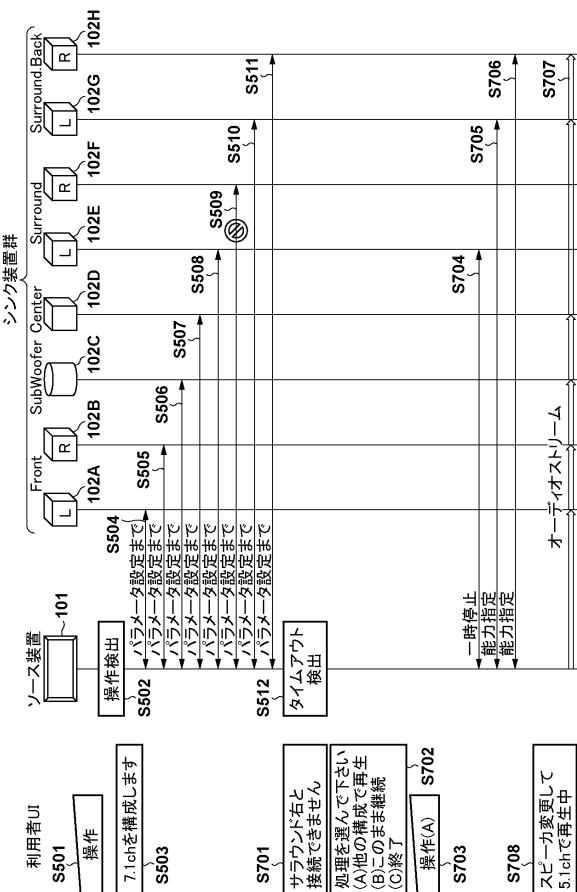 利用者UI
ソース装置
シンク装置群
Front
SubWoofer
Center
Surround
Surround.Back
101
L
102A
R
102B
102C
102D
L
102E
R
102F
L
102G
R
102H
S501
操作
操作検出
S502
7.1chを構成します
S503
パラメータ設定まで
S504
パラメータ設定まで
S505
パラメータ設定まで
S506
パラメータ設定まで
S507
パラメータ設定まで
S508
パラメータ設定まで
S509
パラメータ設定まで
S510
パラメータ設定まで
S511
タイムアウト
検出
S512
S701
サラウンド右と
接続できません
処理を選んで下さい
(A)他の構成で再生
(B)このまま継続
(C)終了
S702
操作(A)
S703
一時停止
S704
能力指定
S705
能力指定
S706
オーディオストリーム
S707
S708
スピーカ変更して
6.1chで再生中